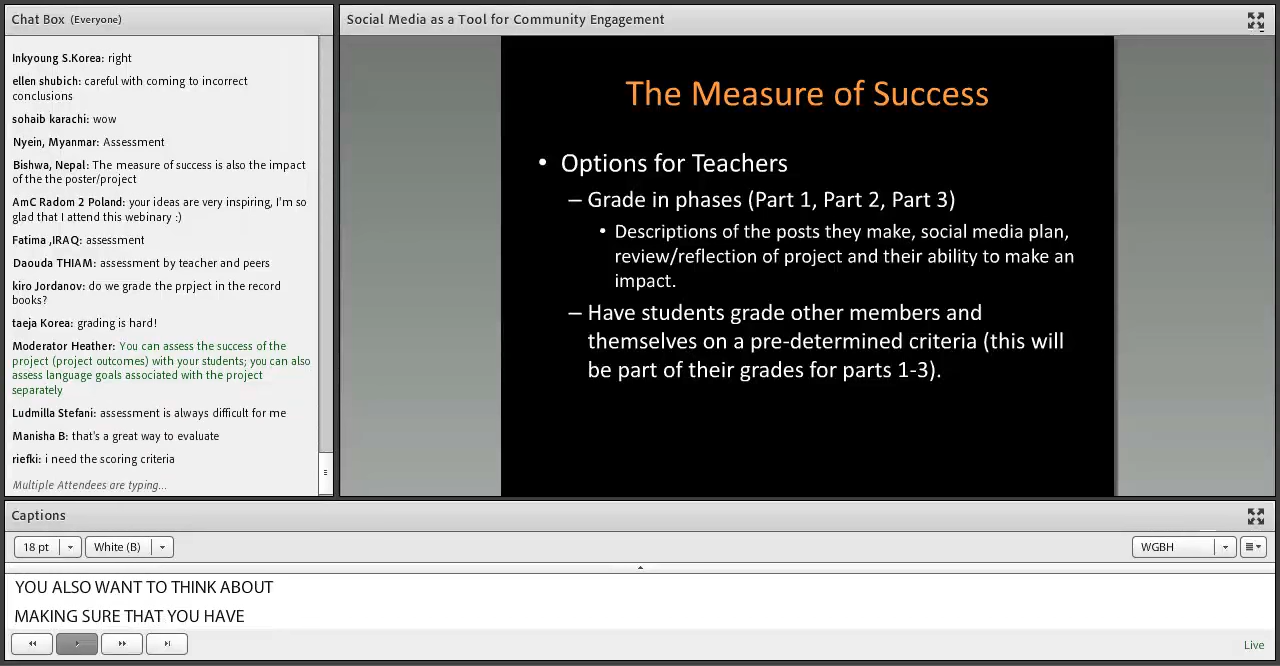 Chat Box (Everyone)
Inkyoung S.Korea: right
ellen shubich: careful with coming to incorrect
conclusions
sohaib karachi: wow
Nyein, Myanmar: Assessment
Bishwa, Nepal: The measure of success is also the impact
of the the poster/project
AmC Radom 2 Poland: your ideas are very inspiring, I'm so
glad that I attend this webinary :)
Fatima ,IRAQ: assessment
Daouda THIAM: assessment by teacher and peers
kiro Jordanov: do we grade the prpject in the record
books?
taeja Korea: grading is hard!
Moderator Heather: You can assess the success of the
project (project outcomes) with your students; you can also
assess language goals associated with the project
separately
Ludmilla Stefani: assessment is always difficult for me
Manisha B: that's a great way to evaluate
riefki: i need the scoring criteria
Multiple Attendees are typing...
Social Media as a Tool for Community Engagement
The Measure of Success
• Options for Teachers
– Grade in phases (Part 1, Part 2, Part 3)
• Descriptions of the posts they make, social media plan,
review/reflection of project and their ability to make an
impact.
– Have students grade other members and
themselves on a pre-determined criteria (this will
be part of their grades for parts 1-3).
Captions
18 pt
White (B)
WGBH
YOU ALSO WANT TO THINK ABOUT
MAKING SURE THAT YOU HAVE
Live